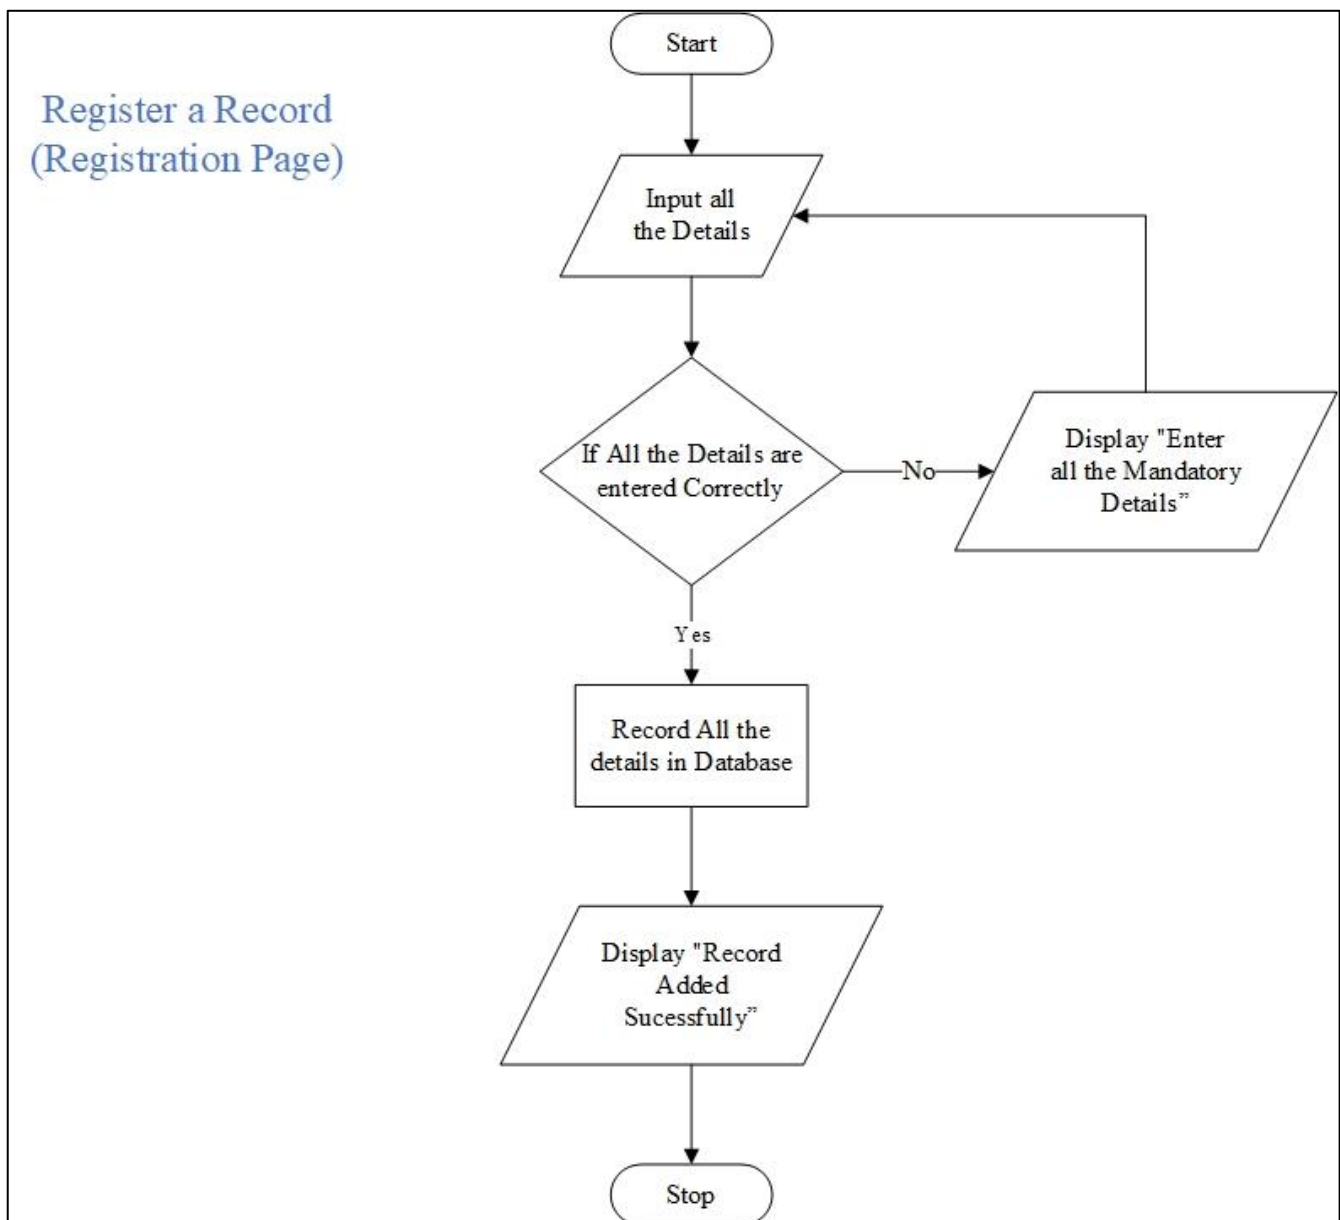 Start
Register a Record
(Registration Page)
Input all
the Details
If All the Details are
entered Correctly
No
Display "Enter
all the Mandatory
Details”
Yes
Record All the
details in Database
Display "Record
Added
Sucessfully”
Stop